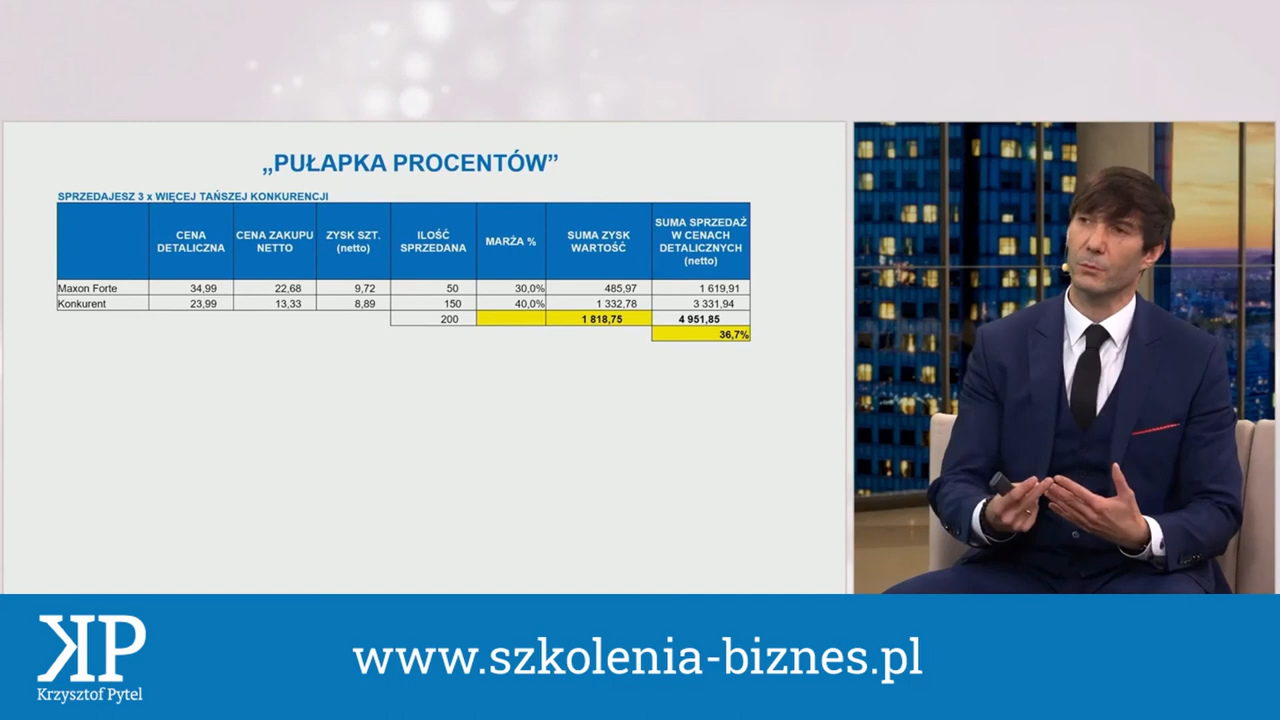 „PUŁAPKA PROCENTÓW”
SPRZEDAJESZ 3 x WIĘCEJ TAŃSZEJ KONKURENCJI
CENA DETALICZNA CENA ZAKUPU NETTO ZYSK SZT. (netto) ILOŚĆ SPRZEDANA MARŻA % SUMA ZYSK WARTOŚĆ SUMA SPRZEDAŻ W CENACH DETALICZNYCH (netto)
Maxon Forte 34,99 22,68 9,72 50 30,0% 485,97 1 619,91
Konkurent 23,99 13,33 8,89 150 40,0% 1 332,78 3 331,94
200 1 818,75 4 951,85
36,7%
KP
Krzysztof Pytel
www.szkolenia-biznes.pl